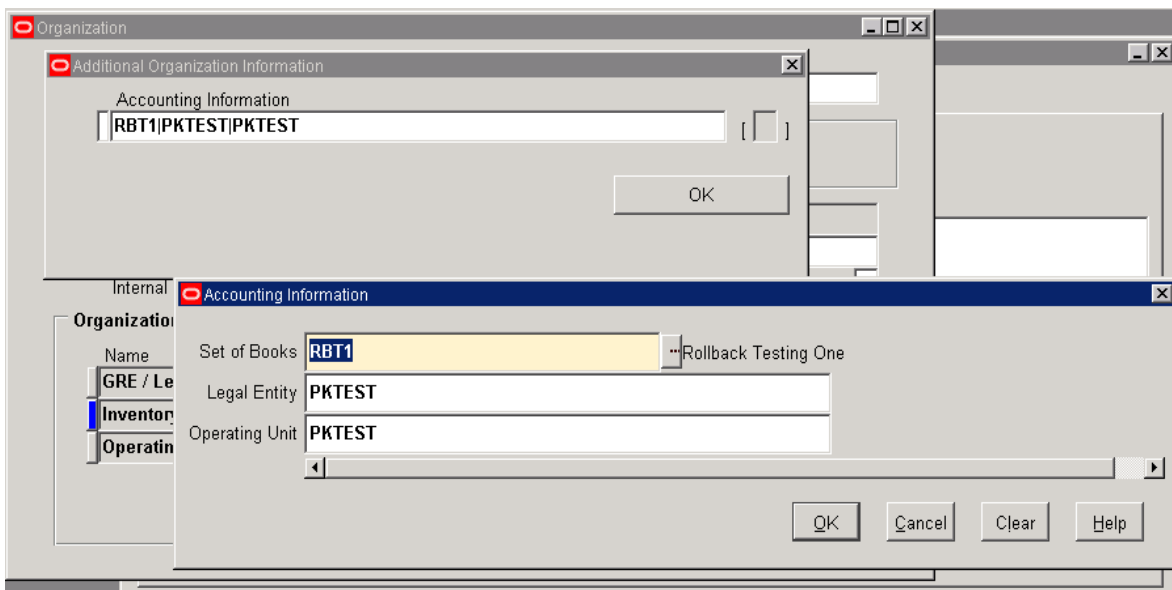 Organization
Additional Organization Information
Accounting Information
RBT1|PKTEST|PKTEST
[ ]
OK
Internal
Organizatio
Name
GRE / Le
Inventory
Operatin
Accounting Information
Set of Books RBT1 ... Rollback Testing One
Legal Entity PKTEST
Operating Unit PKTEST
OK Cancel Clear Help